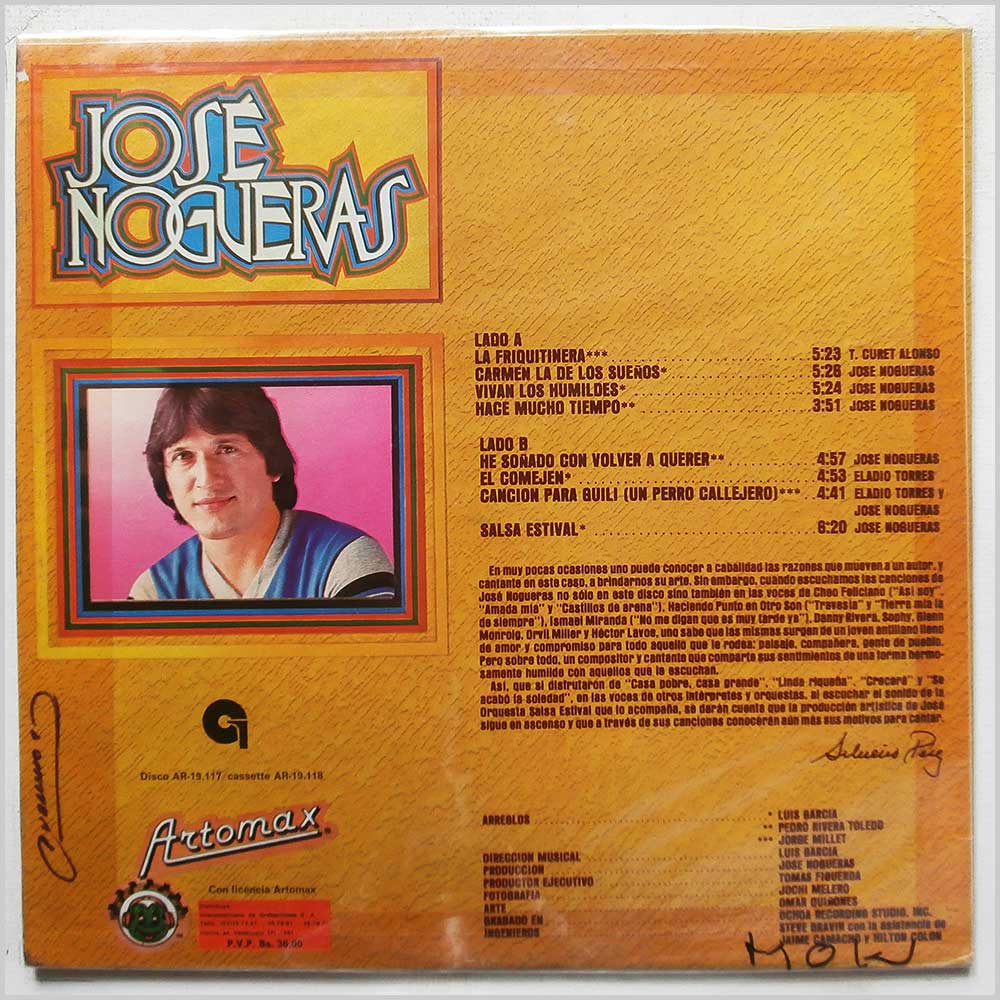 JOSÉ
NOGUERAS
LADO A
LA FRIQUITINERA*** 5:23 T. CURET ALONSO
CARMEN LA DE LOS SUEÑOS* 5:26 JOSE NOGUERAS
VIVAN LOS HUMILDES* 5:24 JOSE NOGUERAS
HACE MUCHO TIEMPO** 3:51 JOSE NOGUERAS
LADO B
HE SOÑADO CON VOLVER A QUERER** 4:57 JOSE NOGUERAS
EL COMEJEN* 4:53 ELADIO TORRES
CANCION PARA QUILI (UN PERRO CALLEJERO)*** 4:41 ELADIO TORRES y
JOSE NOGUERAS
SALSA ESTIVAL* 6:20 JOSE NOGUERAS
En muy pocas ocasiones uno puede conocer a cabalidad las razones que mueven a un autor, y
cantante en este caso, a brindarnos su arte. Sin embargo, cuando escuchamos las canciones de
José Nogueras no sólo en este disco sino también en las voces de Cheo Feliciano ("Así soy",
"Amada mía" y "Castillos de arena"), Haciendo Punto en Otro Son ("Travesía" y "Tierra mía la
de siempre"), Ismael Miranda ("No me digan que es muy tarde ya"), Danny Rivera, Sophy, Glenn
Monroig, Orvil Miller y Héctor Lavoe, uno sabe que las mismas surgen de un joven antillano lleno
de amor y compromiso para todo aquello que le rodea: paisaje, compañera, gente de pueblo.
Pero sobre todo, un compositor y cantante que comparte sus sentimientos de una forma hermo-
samente humilde con aquellos que le escuchan.
Así, que si disfrutaron de "Casa pobre, casa grande", "Linda riqueña", "Creceré" y "Se
acabó la soledad", en las voces de otros intérpretes y orquestas, al escuchar el sonido de la
Orquesta Salsa Estival que lo acompaña, se darán cuente que la producción artística de José
sigue en ascenso y que a través de sus canciones conocerán aún más sus motivos para cantar.
Disco AR-19.117/cassette AR-19.118
Artomax
Con licencia Artomax
P.V.P. Bs. 36.00
ARREGLOS * LUIS GARCIA
** PEDRO RIVERA TOLEDO
*** JORGE MILLET
DIRECCION MUSICAL LUIS GARCIA
PRODUCCION JOSE NOGUERAS
PRODUCTOR EJECUTIVO TOMAS FIGUEROA
FOTOGRAFIA JOCHI MELERO
ARTE OMAR QUIÑONES
GRABADO EN OCHOA RECORDING STUDIO, INC.
INGENIEROS STEVE BRAVIN con la asistencia de
JAIME CAMACHO y HILTON COLON